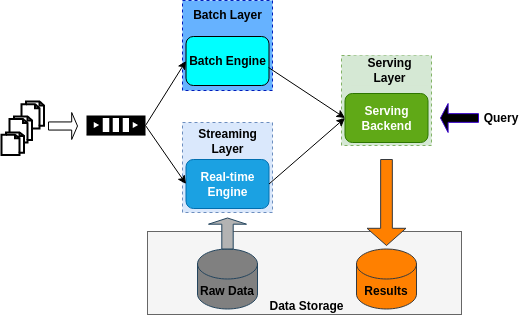 Batch Layer
Batch Engine
Streaming
Layer
Real-time
Engine
Serving
Layer
Serving
Backend
Query
Raw Data
Results
Data Storage